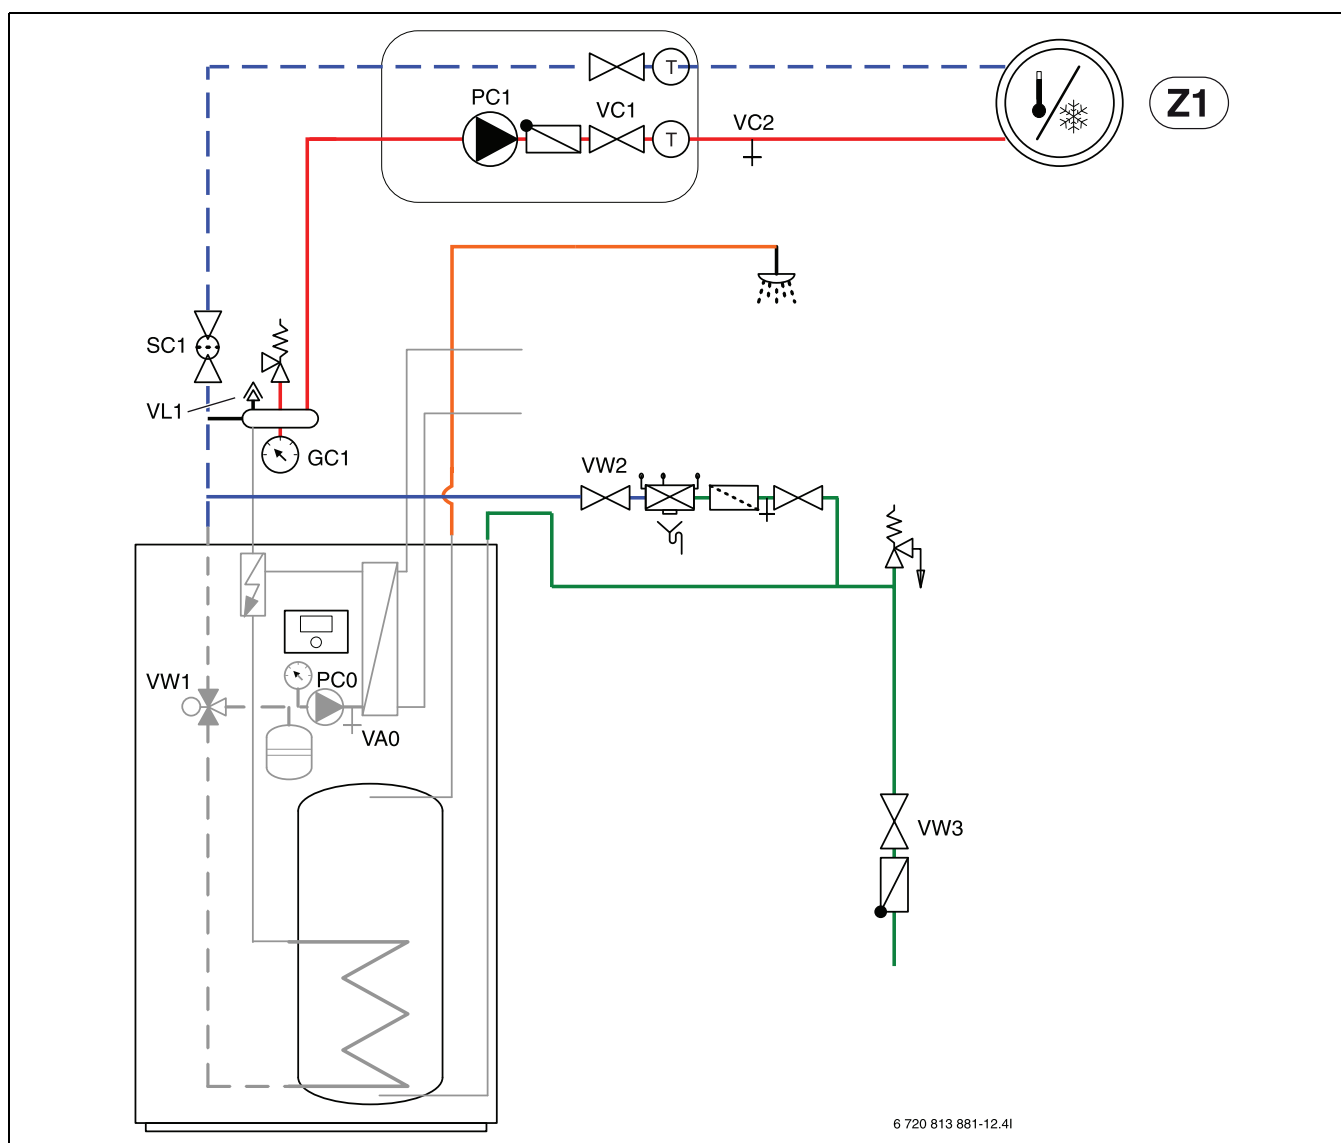 T
PC1
VC1
T
VC2
Z1
SC1
VL1
GC1
VW2
VW1
PC0
VA0
VW3
6 720 813 881-12.4I